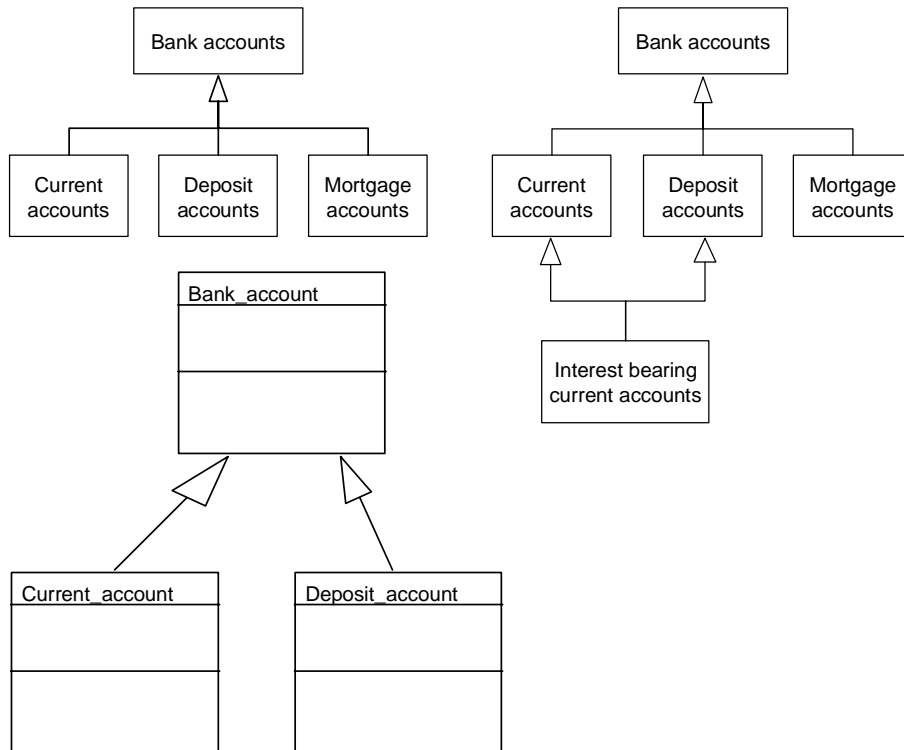 Bank accounts
Current
accounts
Deposit
accounts
Mortgage
accounts
Bank accounts
Current
accounts
Deposit
accounts
Mortgage
accounts
Interest bearing
current accounts
Bank_account
Current_account
Deposit_account